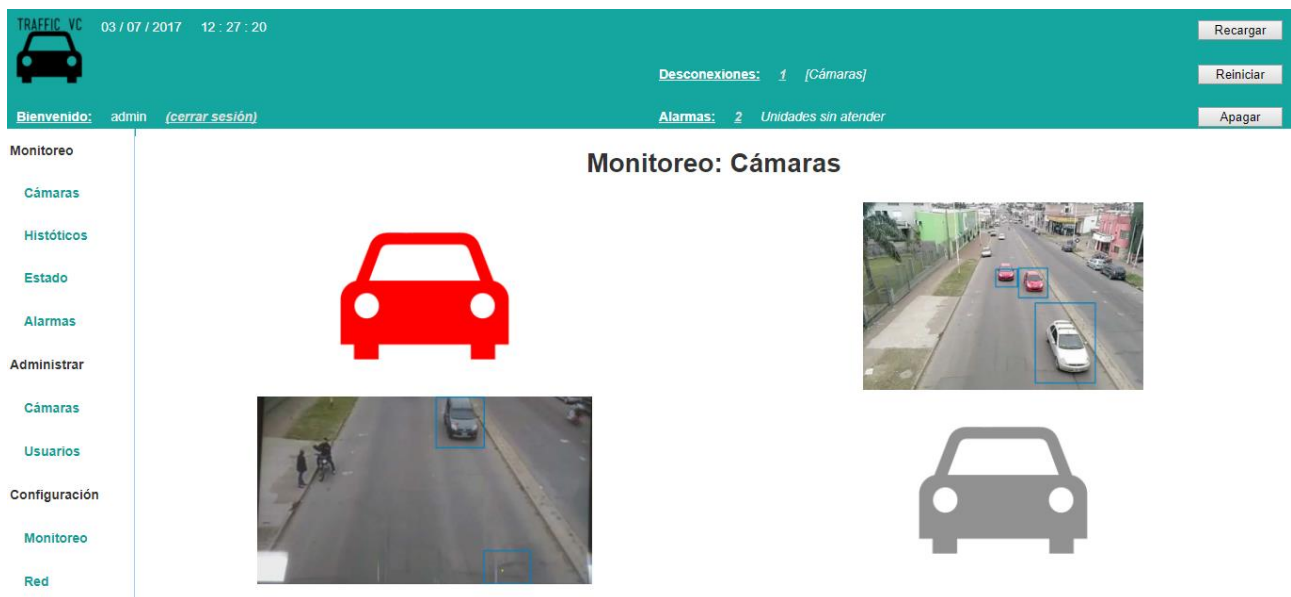 TRAFFIC_VC
03 / 07 / 2017 12 : 27 : 20
Recargar
Desconexiones: 1 [Cámaras]
Reiniciar
Bienvenido: admin (cerrar sesión)
Alarmas: 2 Unidades sin atender
Apagar
Monitoreo
Cámaras
Históticos
Estado
Alarmas
Administrar
Cámaras
Usuarios
Configuración
Monitoreo
Red
Monitoreo: Cámaras